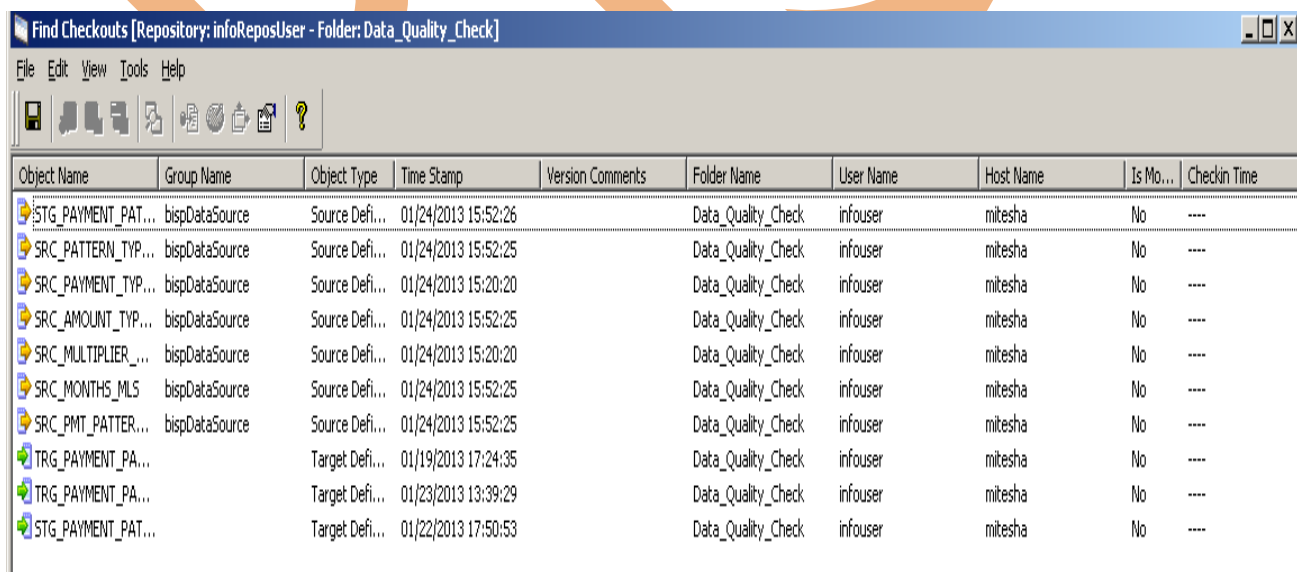 Find Checkouts [Repository: infoReposUser - Folder: Data_Quality_Check]
File Edit View Tools Help
Object Name Group Name Object Type Time Stamp Version Comments Folder Name User Name Host Name Is Mo... Checkin Time
STG_PAYMENT_PAT... bispDataSource Source Defi... 01/24/2013 15:52:26 Data_Quality_Check infouser mitesha No ----
SRC_PATTERN_TYP... bispDataSource Source Defi... 01/24/2013 15:52:25 Data_Quality_Check infouser mitesha No ----
SRC_PAYMENT_TYP... bispDataSource Source Defi... 01/24/2013 15:20:20 Data_Quality_Check infouser mitesha No ----
SRC_AMOUNT_TYP... bispDataSource Source Defi... 01/24/2013 15:52:25 Data_Quality_Check infouser mitesha No ----
SRC_MULTIPLIER_... bispDataSource Source Defi... 01/24/2013 15:20:20 Data_Quality_Check infouser mitesha No ----
SRC_MONTHS_MLS bispDataSource Source Defi... 01/24/2013 15:52:25 Data_Quality_Check infouser mitesha No ----
SRC_PMT_PATTER... bispDataSource Source Defi... 01/24/2013 15:52:25 Data_Quality_Check infouser mitesha No ----
TRG_PAYMENT_PA... Target Defi... 01/19/2013 17:24:35 Data_Quality_Check infouser mitesha No ----
TRG_PAYMENT_PA... Target Defi... 01/23/2013 13:39:29 Data_Quality_Check infouser mitesha No ----
STG_PAYMENT_PAT... Target Defi... 01/22/2013 17:50:53 Data_Quality_Check infouser mitesha No ----